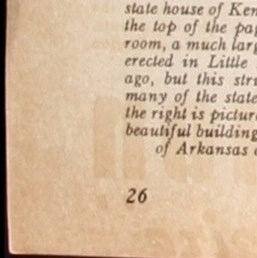 state house of Ken
the top of the pa
room, a much larg
erected in Little
ago, but this str
many of the state
the right is pictur
beautiful building
of Arkansas
26